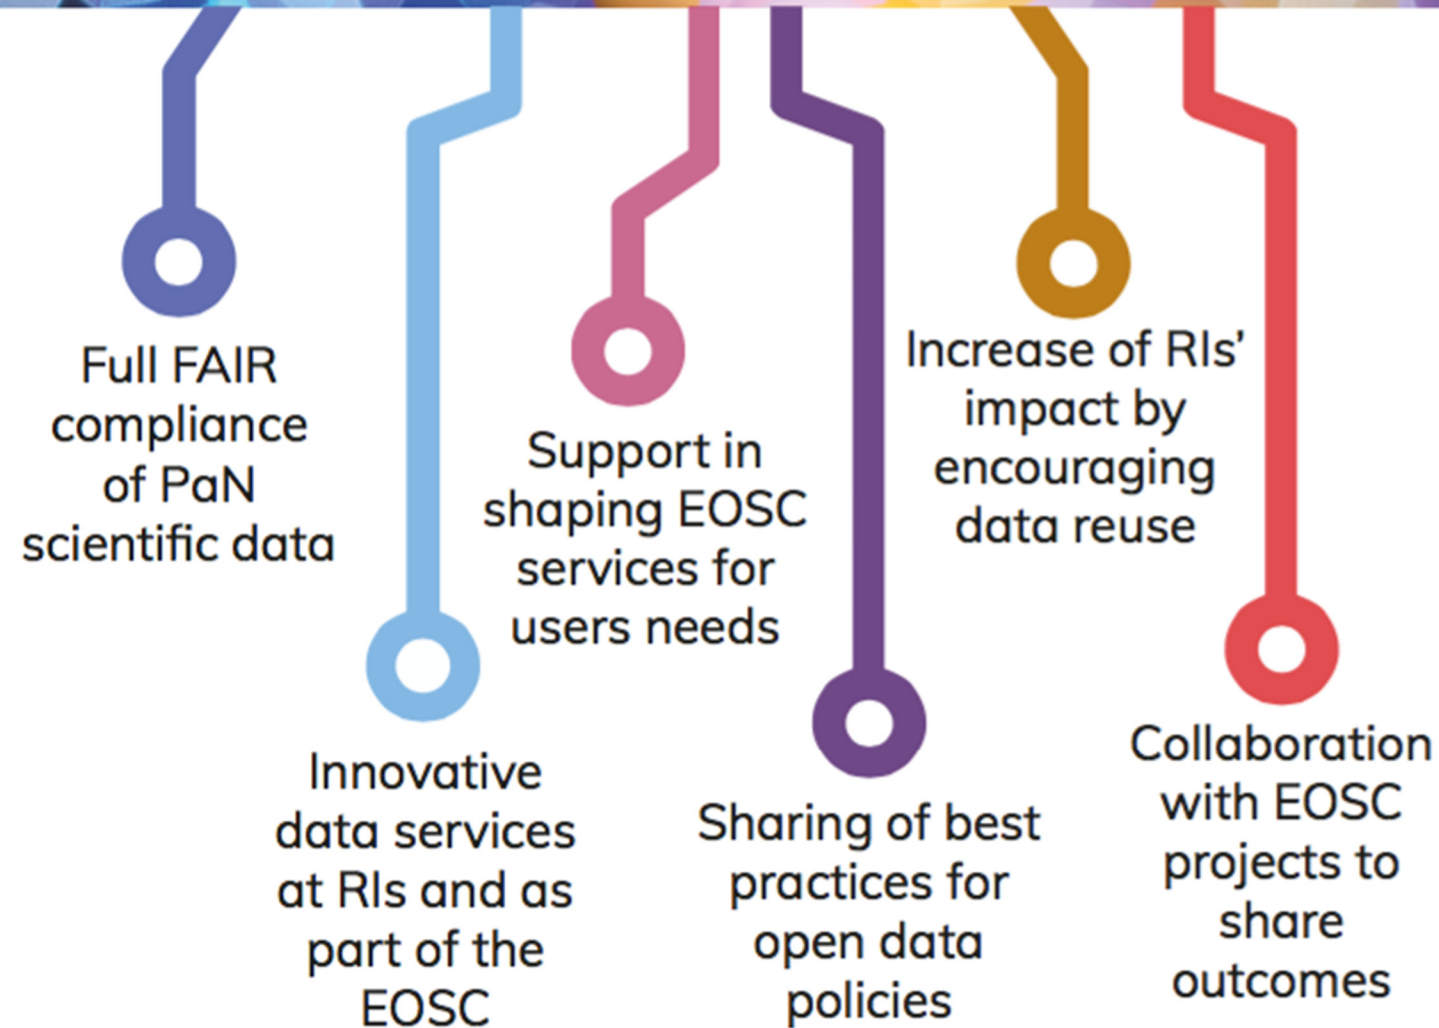 Full FAIR
compliance
of PaN
scientific data
Innovative
data services
at RIs and as
part of the
EOSC
Support in
shaping EOSC
services for
users needs
Sharing of best
practices for
open data
policies
Increase of RIs’
impact by
encouraging
data reuse
Collaboration
with EOSC
projects to
share
outcomes